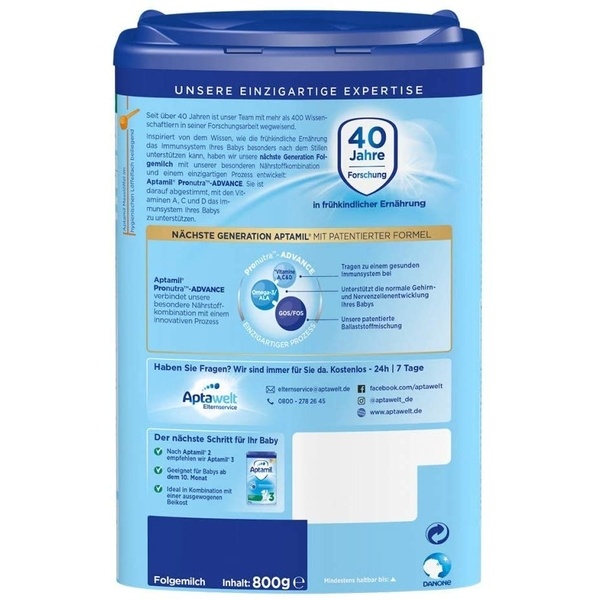 UNSERE EINZIGARTIGE EXPERTISE
Seit über 40 Jahren ist unser Team mit mehr als 400 Wissen-
schaftlern in seiner Forschungsarbeit wegweisend.
Inspiriert von dem Wissen, wie die frühkindliche Ernährung
das Immunsystem Ihres Babys besonders nach dem Stillen
unterstützen kann, haben wir unsere nächste Generation Fol-
gemilch mit unserer besonderen Nährstoffkombination
und einem einzigartigen Prozess entwickelt:
Aptamil® Pronutra™-ADVANCE. Sie ist
darauf abgestimmt, mit den Vit-
aminen A, C und D das Im-
munsystem Ihres Babys
zu unterstützen.
40
Jahre
Forschung
in frühkindlicher Ernährung
hygienischen Löffelfach beiliegend
NÄCHSTE GENERATION APTAMIL® MIT PATENTIERTER FORMEL
Aptamil®
Pronutra™-ADVANCE
verbindet unsere
besondere Nährstoff-
kombination mit einem
innovativen Prozess
Pronutra™-ADVANCE
Vitamine
A,C&D
Omega-3/
ALA
GOS/FOS
EINZIGARTIGER PROZESS
Tragen zu einem gesunden
Immunsystem bei
Unterstützt die normale Gehirn-
und Nervenzellenentwicklung
Ihres Babys
Unsere patentierte
Ballaststoffmischung
Haben Sie Fragen? Wir sind immer für Sie da. Kostenlos - 24h | 7 Tage
Aptawelt
Elternservice
elternservice@aptawelt.de
0800 - 278 26 45
facebook.com/aptawelt
@aptawelt_de
www.aptawelt.de
Der nächste Schritt für Ihr Baby
Nach Aptamil® 2
empfehlen wir Aptamil® 3
Geeignet für Babys ab
dem 10. Monat
Ideal in Kombination mit
einer ausgewogenen
Beikost
Aptamil
3
Folgemilch Inhalt: 800g e
Mindestens haltbar bis:
DANONE